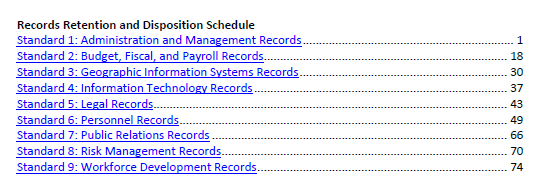 Records Retention and Disposition Schedule
Standard 1: Administration and Management Records 1
Standard 2: Budget, Fiscal, and Payroll Records 18
Standard 3: Geographic Information Systems Records 30
Standard 4: Information Technology Records 37
Standard 5: Legal Records 43
Standard 6: Personnel Records 49
Standard 7: Public Relations Records 66
Standard 8: Risk Management Records 70
Standard 9: Workforce Development Records 74